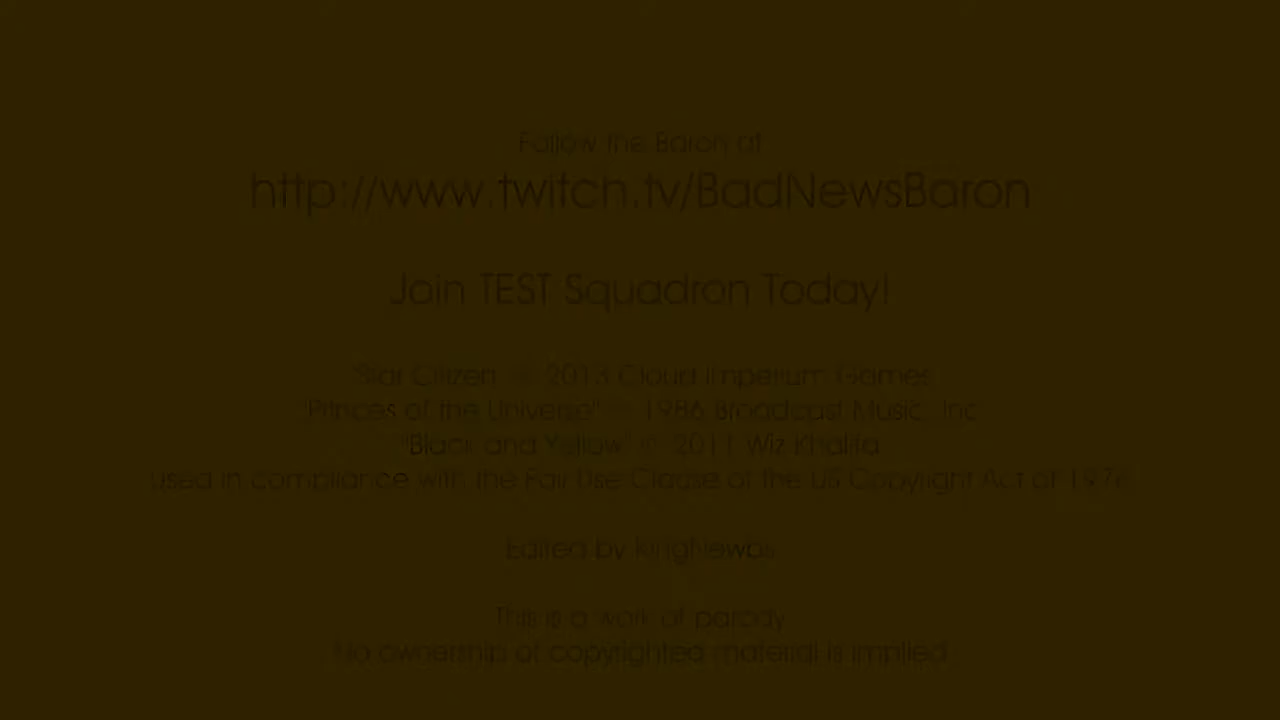 Follow the Baron at
http://www.twitch.tv/BadNewsBaron
Join TEST Squadron Today!
Star Citizen © 2013 Cloud Imperium Games
"Princes of the Universe" © 1986 Broadcast Music, Inc
"Black and Yellow" © 2011 Wiz Khalifa
used in compliance with the Fair Use Clause of the US Copyright Act of 1976
Edited by KingNewbs
This is a work of parody
No ownership of copyrighted material is implied